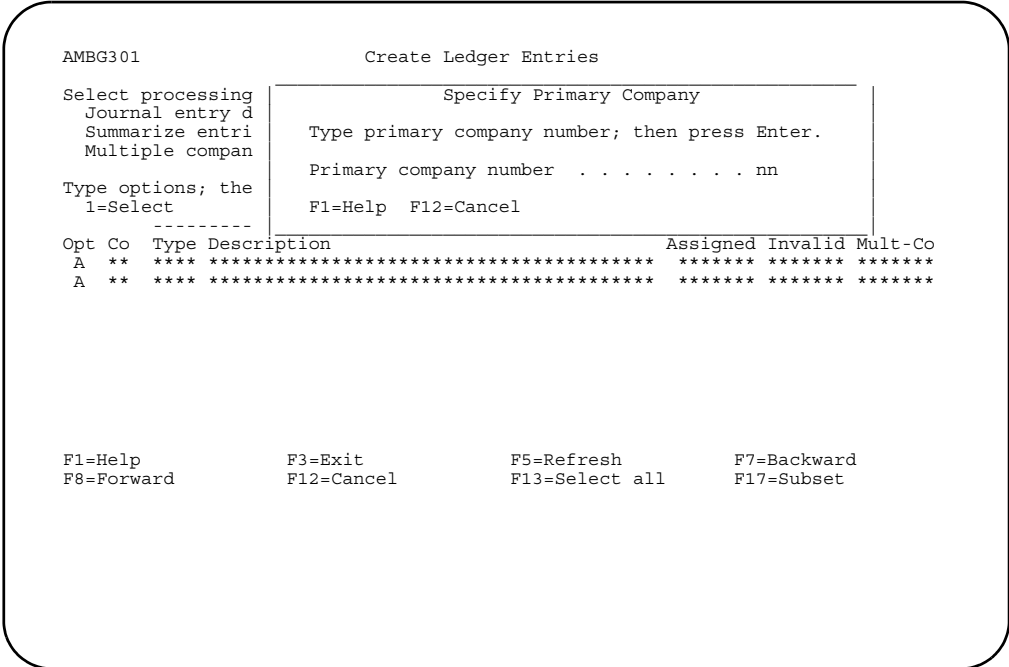 AMBG301 Create Ledger Entries
Select processing Specify Primary Company
Journal entry d
Summarize entri Type primary company number; then press Enter.
Multiple compan
Primary company number . . . . . . . . nn
Type options; the
1=Select F1=Help F12=Cancel
---------
Opt Co Type Description Assigned Invalid Mult-Co
A ** **** **************************************** ******* ******* *******
A ** **** **************************************** ******* ******* *******
F1=Help F3=Exit F5=Refresh F7=Backward
F8=Forward F12=Cancel F13=Select all F17=Subset